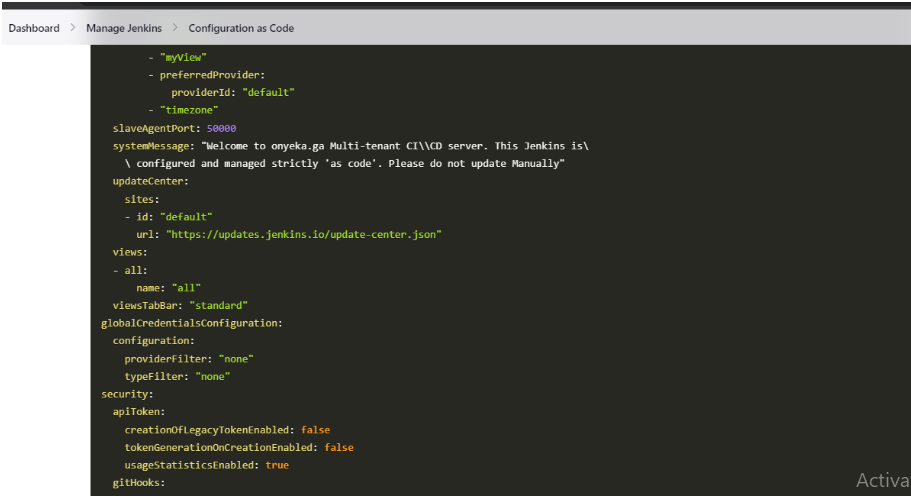 Dashboard > Manage Jenkins > Configuration as Code
- "myView"
- preferredProvider:
providerId: "default"
- "timezone"
slaveAgentPort: 50000
systemMessage: "Welcome to onyeka.ga Multi-tenant CI\\CD server. This Jenkins is\
\ configured and managed strictly 'as code'. Please do not update Manually"
updateCenter:
sites:
- id: "default"
url: "https://updates.jenkins.io/update-center.json"
views:
- all:
name: "all"
viewsTabBar: "standard"
globalCredentialsConfiguration:
configuration:
providerFilter: "none"
typeFilter: "none"
security:
apiToken:
creationOfLegacyTokenEnabled: false
tokenGenerationOnCreationEnabled: false
usageStatisticsEnabled: true
gitHooks:
Activa